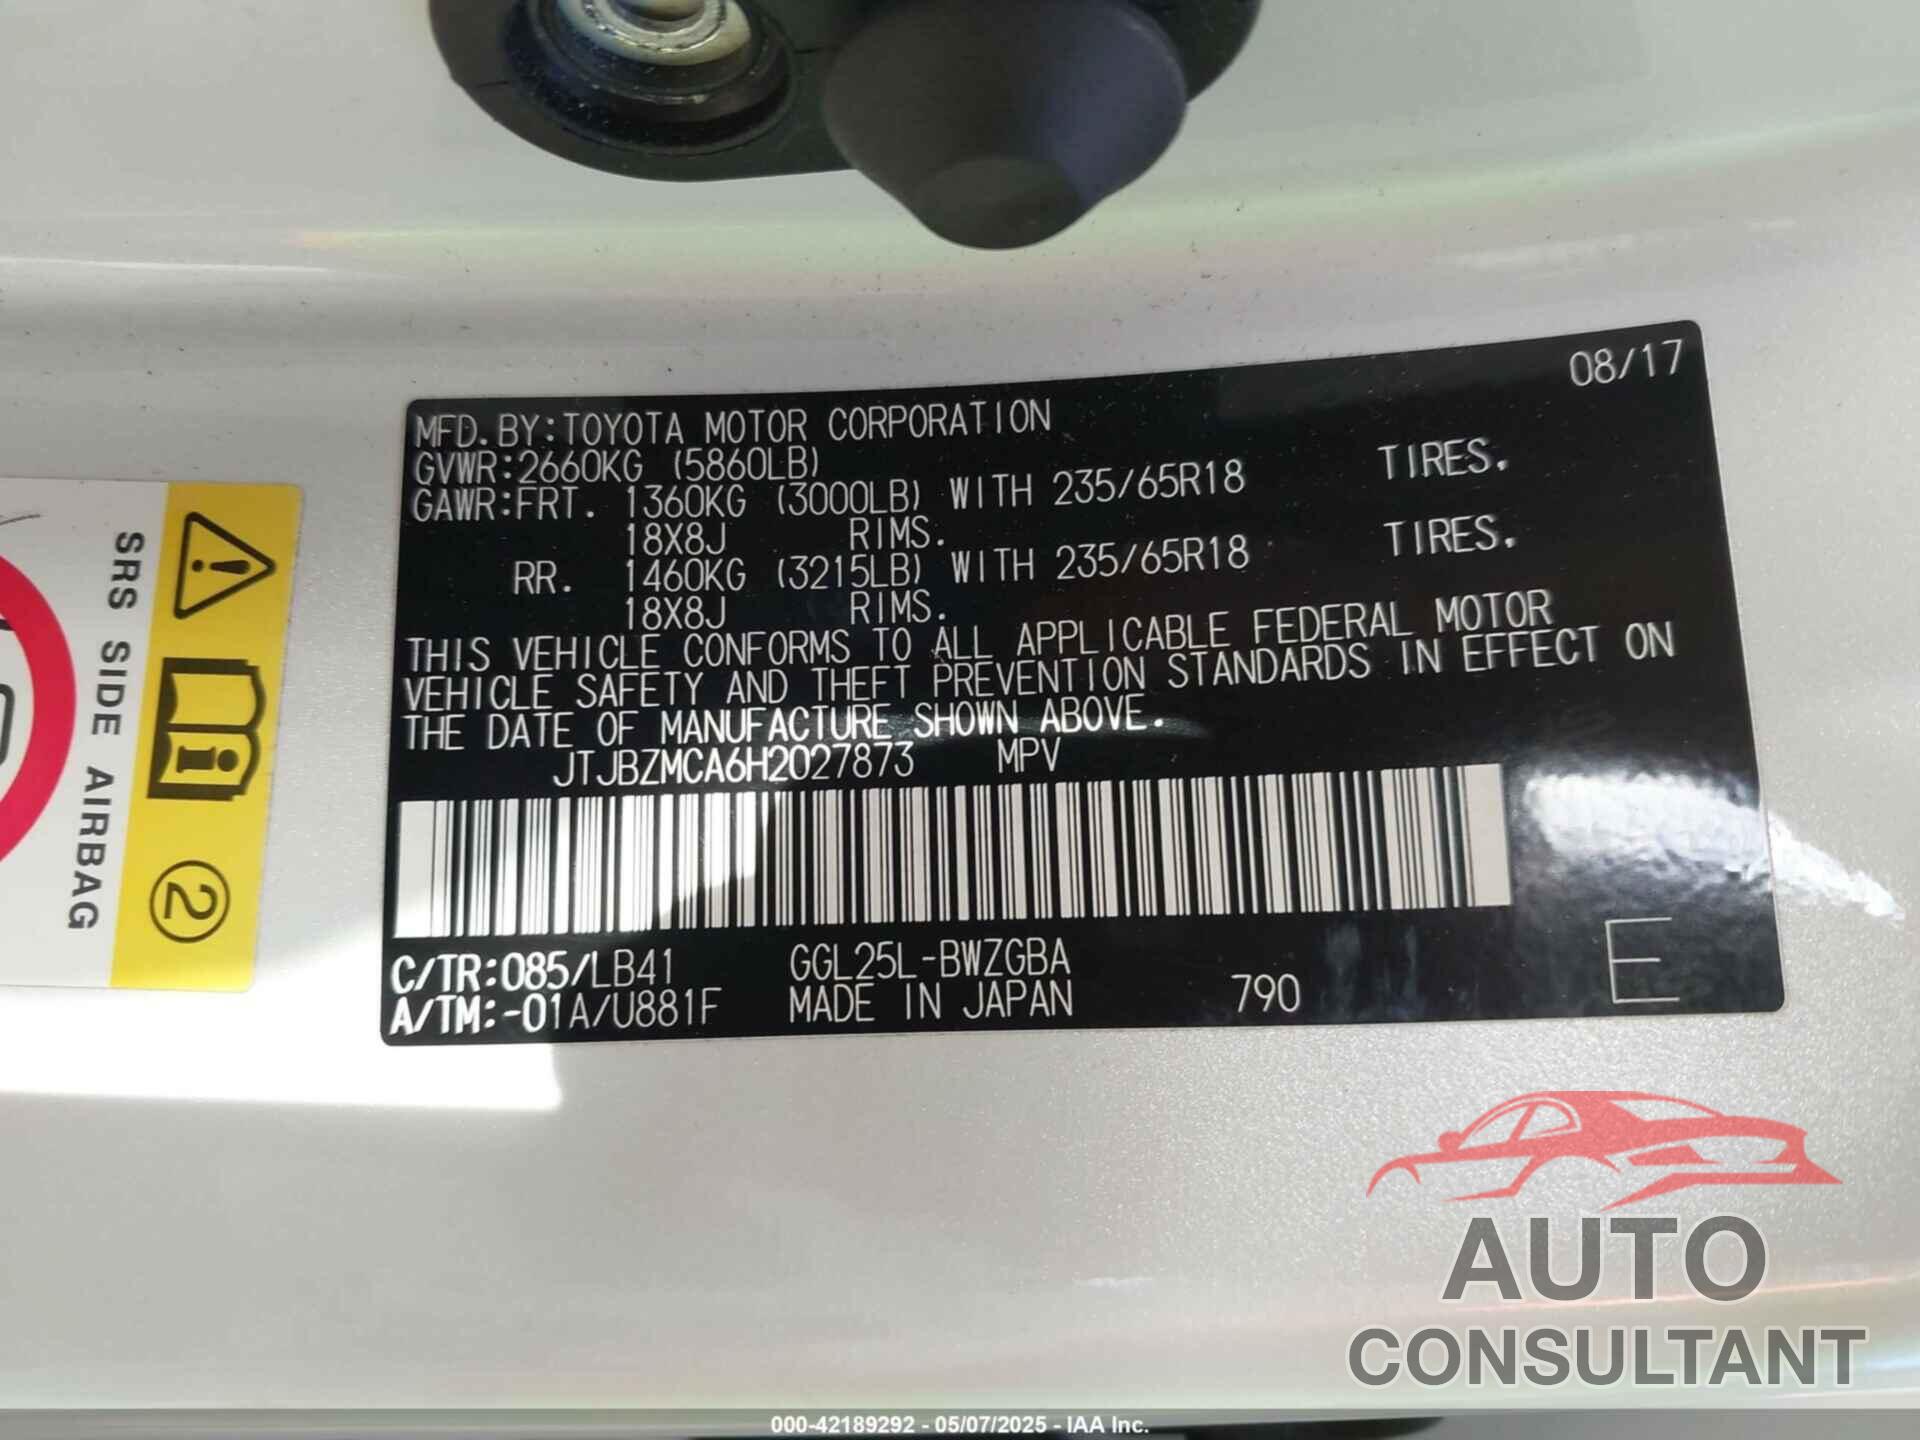 08/17
MFD.BY:TOYOTA MOTOR CORPORATION
GVWR:2660KG (5860LB)
GAWR:FRT. 1360KG (3000LB) WITH 235/65R18 TIRES.
18X8J RIMS.
RR. 1460KG (3215LB) WITH 235/65R18 TIRES.
18X8J RIMS.
THIS VEHICLE CONFORMS TO ALL APPLICABLE FEDERAL MOTOR
VEHICLE SAFETY AND THEFT PREVENTION STANDARDS IN EFFECT ON
THE DATE OF MANUFACTURE SHOWN ABOVE.
JTJBZMCA6H2027873 MPV
C/TR:085/LB41 GGL25L-BWZGBA
A/TM:-01A/U881F MADE IN JAPAN 790 E
SRS SIDE AIRBAG
2
AUTO
CONSULTANT
000-42189292 - 05/07/2025 - IAA Inc.